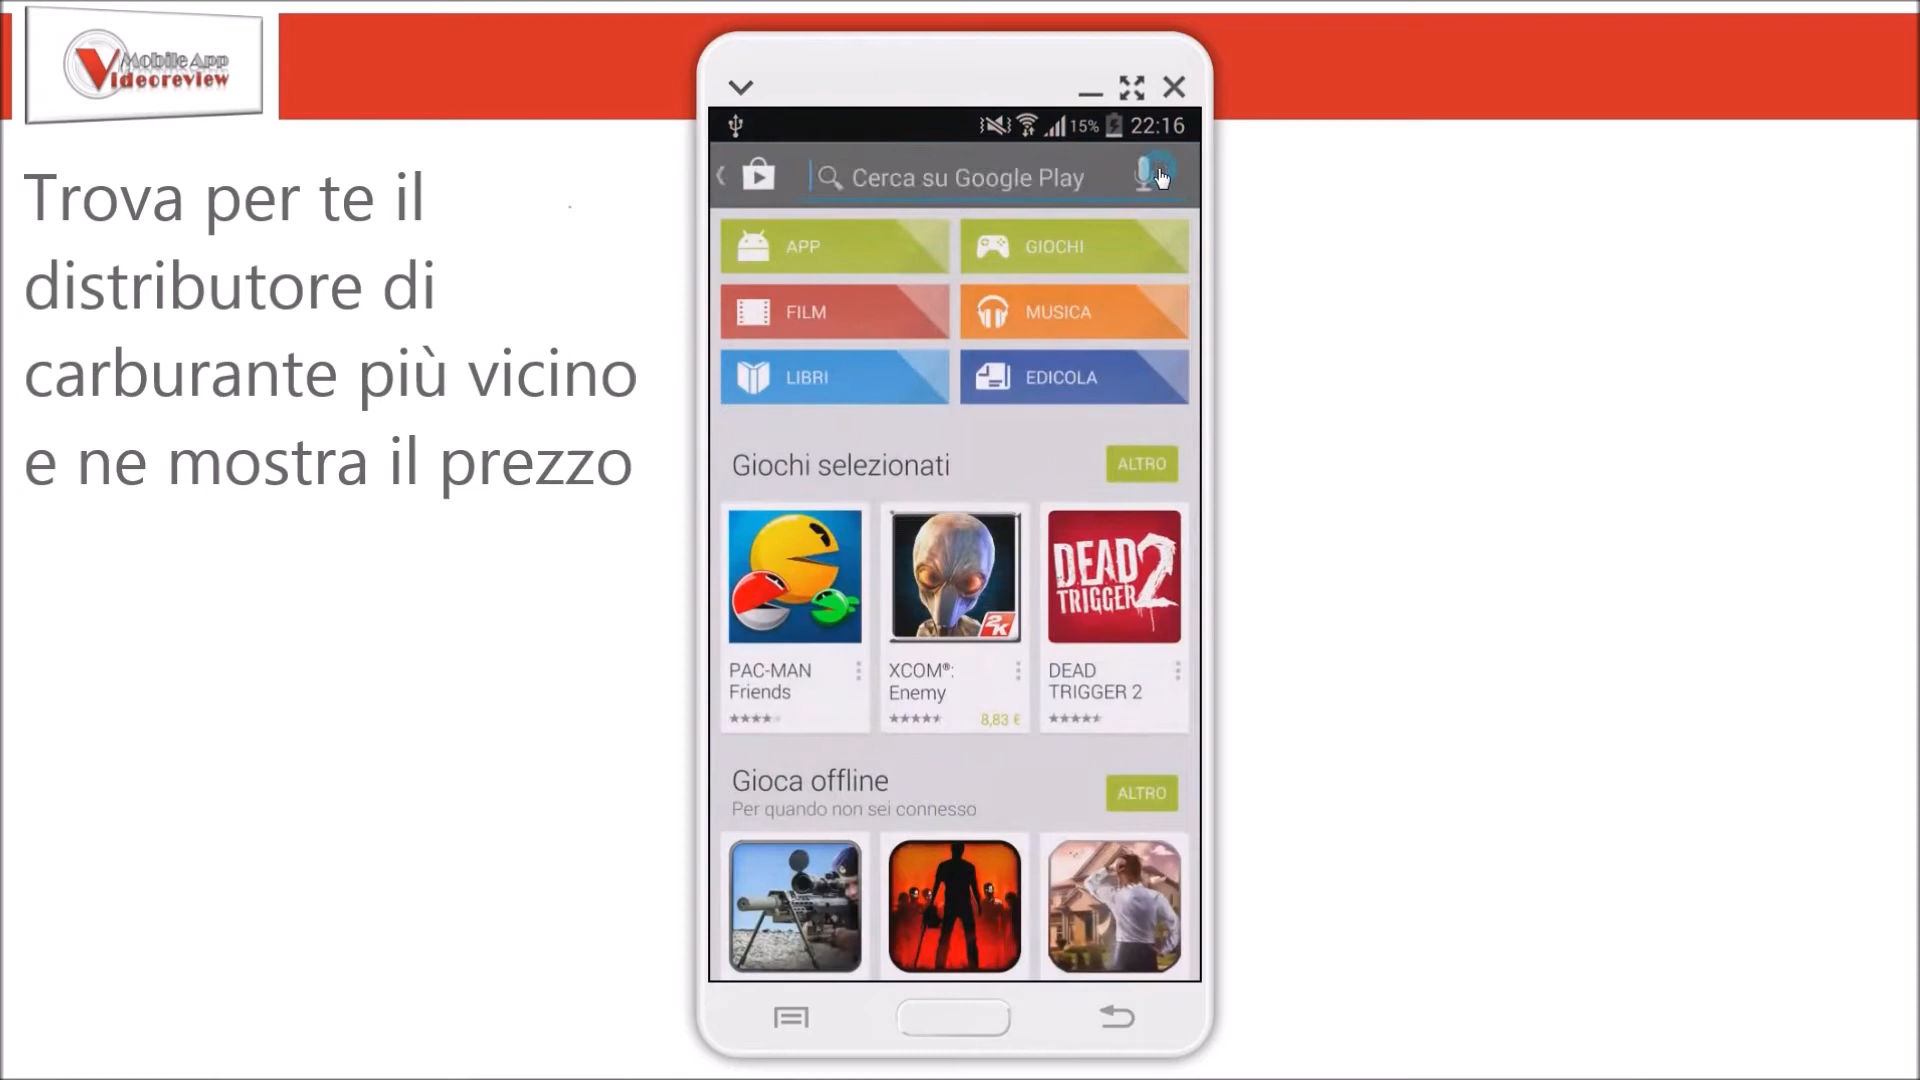 Mobile App
Videoreview
Trova per te il
distributore di
carburante più vicino
e ne mostra il prezzo
15%
22:16
Cerca su Google Play
APP
GIOCHI
FILM
MUSICA
LIBRI
EDICOLA
Giochi selezionati
ALTRO
DEAD
TRIGGER 2
2K
PAC-MAN
Friends
XCOM®:
Enemy
8,83 €
DEAD
TRIGGER 2
Gioca offline
Per quando non sei connesso
ALTRO